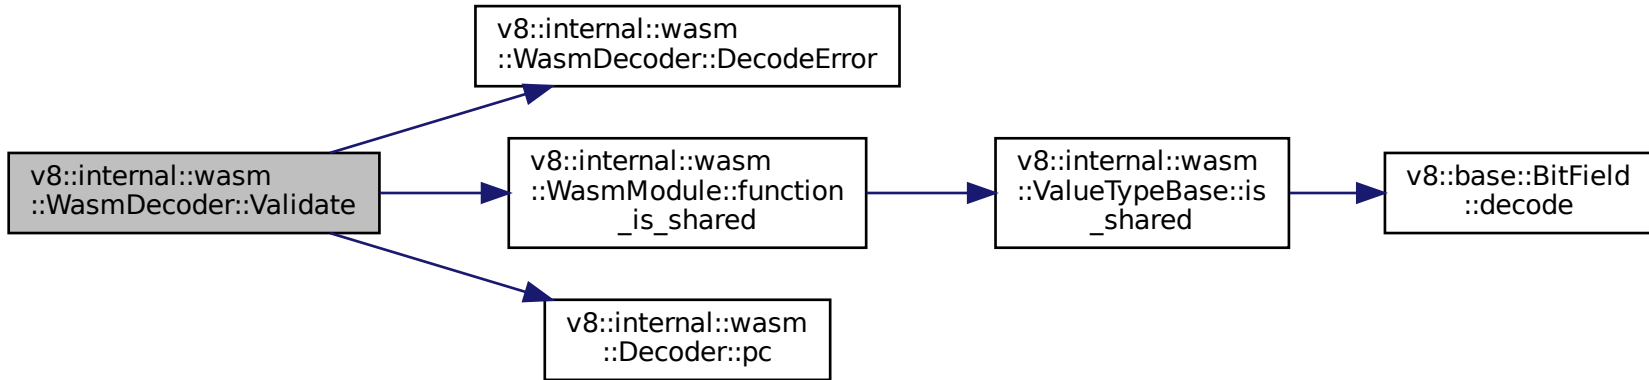 v8::internal::wasm
::WasmDecoder::DecodeError
v8::internal::wasm
::WasmDecoder::Validate
v8::internal::wasm
::WasmModule::function
_is_shared
v8::internal::wasm
::ValueTypeBase::is
_shared
v8::base::BitField
::decode
v8::internal::wasm
::Decoder::pc